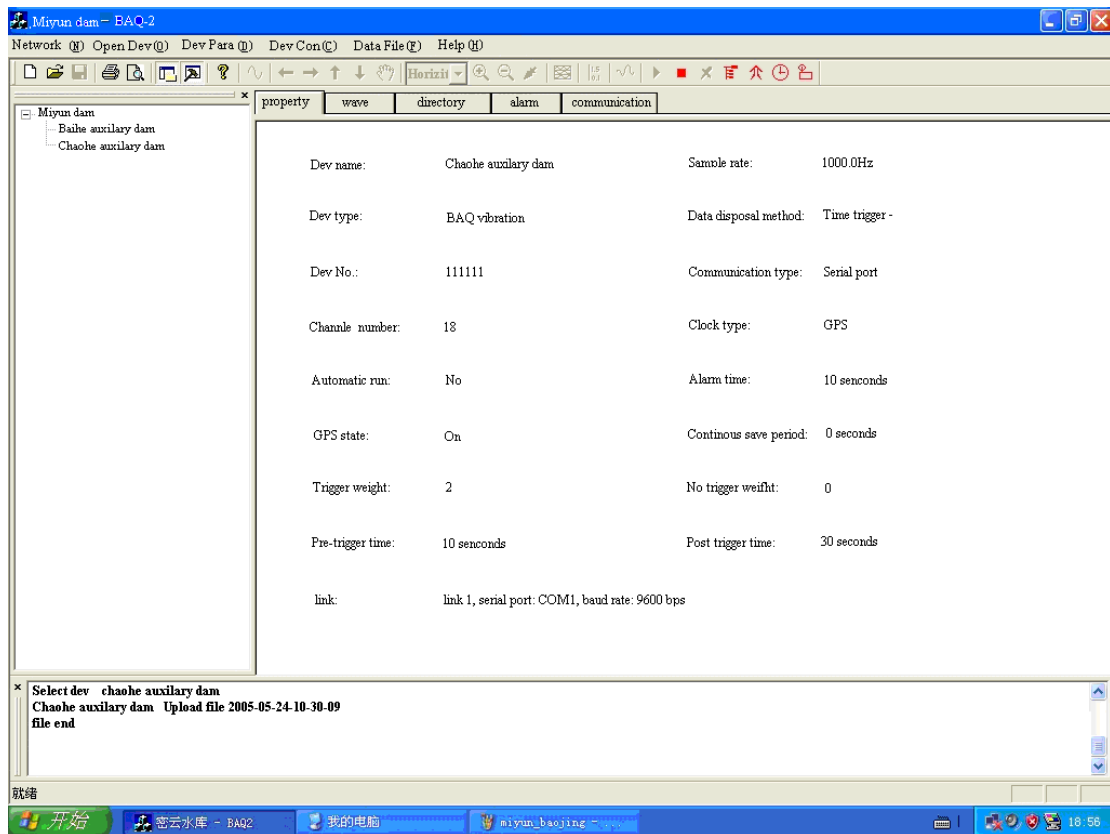 Miyun dam - BAQ-2
Network (N) Open Dev(O) Dev Para (D) Dev Con(C) Data File(F) Help (H)
Horizit
property wave directory alarm communication
Miyun dam
Baihe auxilary dam
Chaohe auxilary dam
Dev name: Chaohe auxilary dam Sample rate: 1000.0Hz
Dev type: BAQ vibration Data disposal method: Time trigger -
Dev No.: 111111 Communication type: Serial port
Channle number: 18 Clock type: GPS
Automatic run: No Alarm time: 10 senconds
GPS state: On Continous save period: 0 seconds
Trigger weight: 2 No trigger weifht: 0
Pre-trigger time: 10 senconds Post trigger time: 30 seconds
link: link 1, serial port: COM1, baud rate: 9600 bps
Select dev chaohe auxilary dam
Chaohe auxilary dam Upload file 2005-05-24-10-30-09
file end
就绪
开始 密云水库 - BAQ2 我的电脑 miyun_baojing - ... 18:56